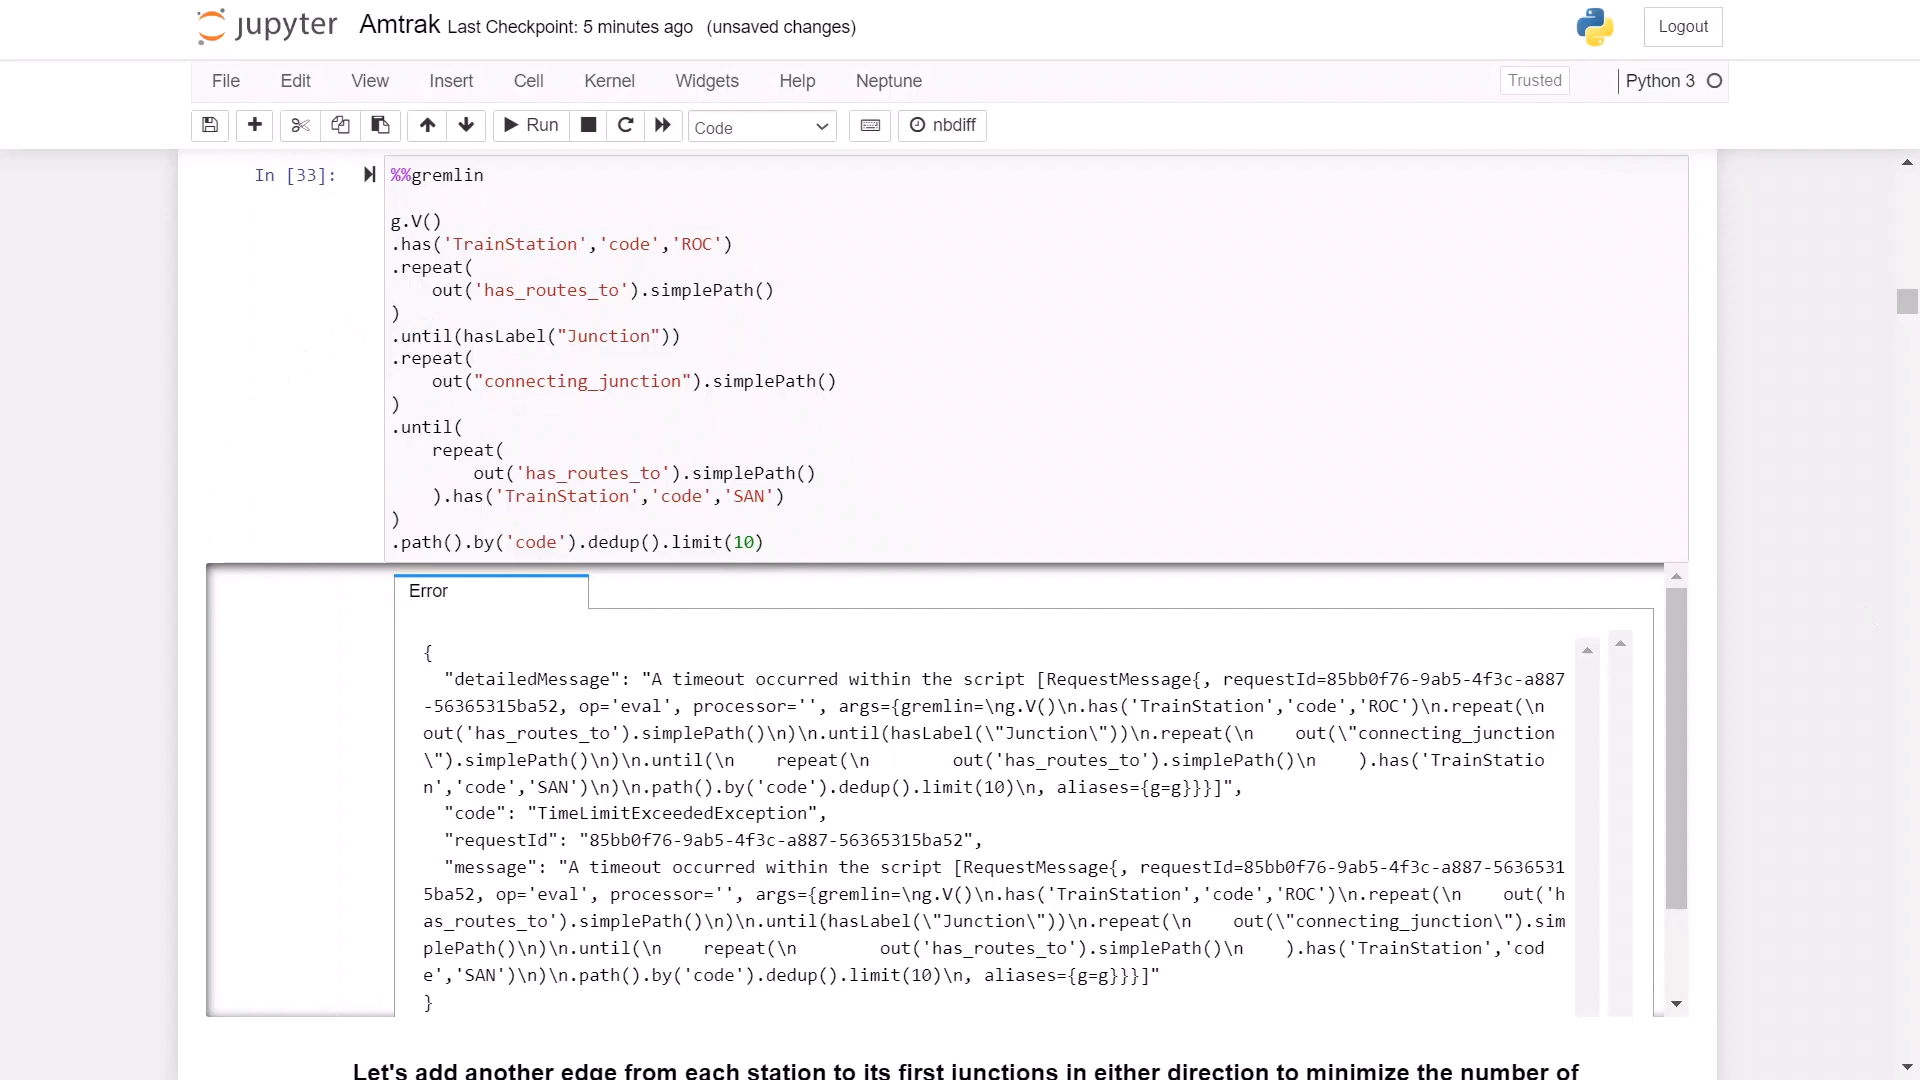 jupyter Amtrak Last Checkpoint: 5 minutes ago (unsaved changes) Logout
File Edit View Insert Cell Kernel Widgets Help Neptune Trusted Python 3
Run Code nbdiff
In [33]: %%gremlin
g.V()
.has('TrainStation','code','ROC')
.repeat(
out('has_routes_to').simplePath()
)
.until(hasLabel("Junction"))
.repeat(
out("connecting_junction").simplePath()
)
.until(
repeat(
out('has_routes_to').simplePath()
).has('TrainStation','code','SAN')
)
.path().by('code').dedup().limit(10)
Error
{
"detailedMessage": "A timeout occurred within the script [RequestMessage{, requestId=85bb0f76-9ab5-4f3c-a887
-56365315ba52, op='eval', processor='', args={gremlin=\ng.V()\n.has('TrainStation','code','ROC')\n.repeat(\n
out('has_routes_to').simplePath()\n)\n.until(hasLabel(\"Junction\"))\n.repeat(\n    out(\"connecting_junction
\").simplePath()\n)\n.until(\n    repeat(\n        out('has_routes_to').simplePath()\n    ).has('TrainStatio
n','code','SAN')\n)\n.path().by('code').dedup().limit(10)\n, aliases={g=g}}}]",
"code": "TimeLimitExceededException",
"requestId": "85bb0f76-9ab5-4f3c-a887-56365315ba52",
"message": "A timeout occurred within the script [RequestMessage{, requestId=85bb0f76-9ab5-4f3c-a887-5636531
5ba52, op='eval', processor='', args={gremlin=\ng.V()\n.has('TrainStation','code','ROC')\n.repeat(\n    out('h
as_routes_to').simplePath()\n)\n.until(hasLabel(\"Junction\"))\n.repeat(\n    out(\"connecting_junction\").sim
plePath()\n)\n.until(\n    repeat(\n        out('has_routes_to').simplePath()\n    ).has('TrainStation','cod
e','SAN')\n)\n.path().by('code').dedup().limit(10)\n, aliases={g=g}}}]"
}
Let's add another edge from each station to its first junctions in either direction to minimize the number of